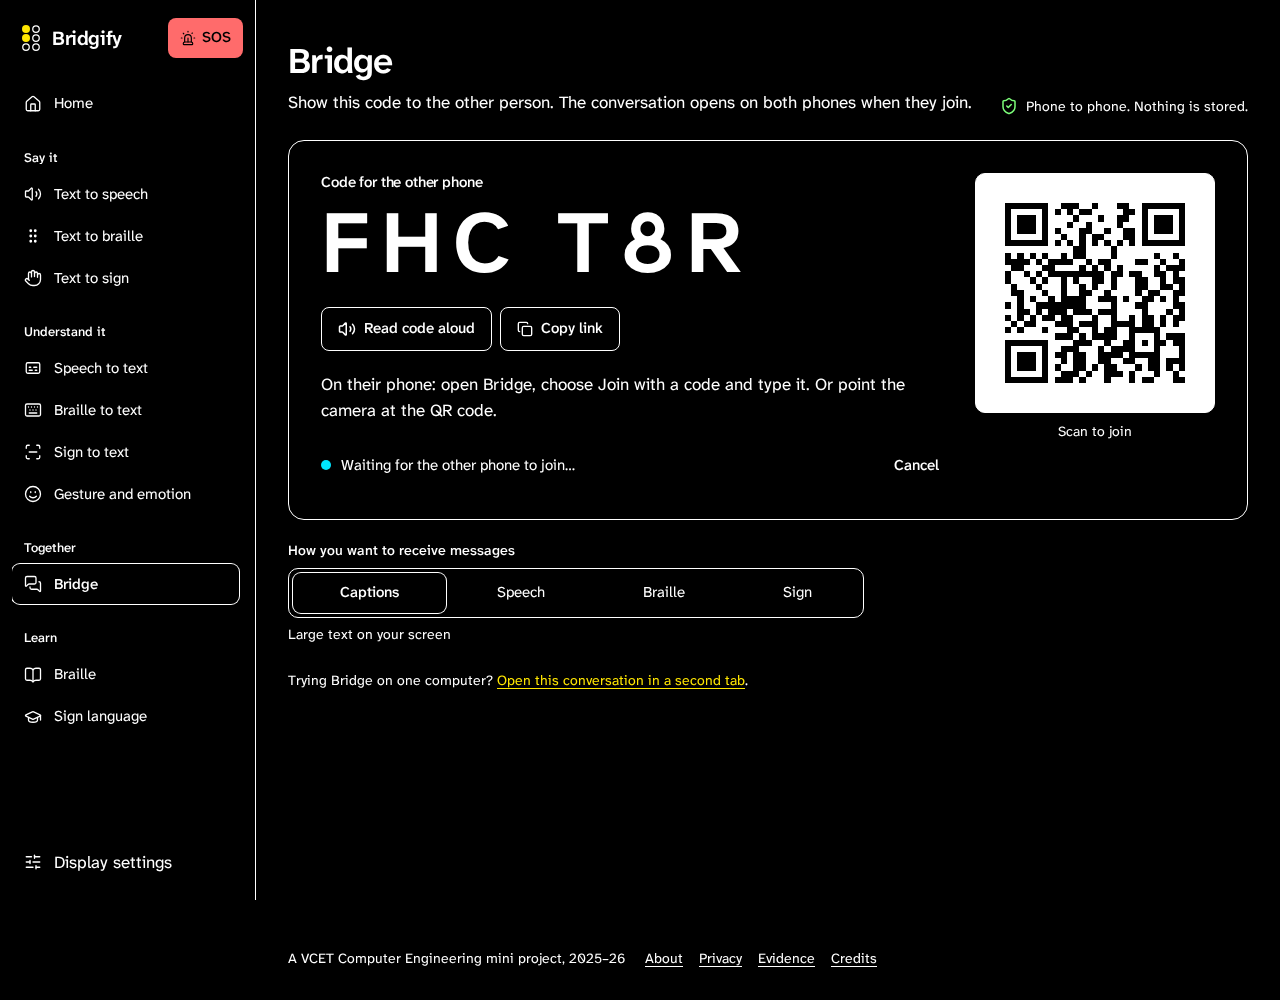 Bridgify
SOS
Home
Say it
Text to speech
Text to braille
Text to sign
Understand it
Speech to text
Braille to text
Sign to text
Gesture and emotion
Together
Bridge
Learn
Braille
Sign language
Display settings
Bridge
Show this code to the other person. The conversation opens on both phones when they join.
Phone to phone. Nothing is stored.
Code for the other phone
FHC T8R
Read code aloud
Copy link
On their phone: open Bridge, choose Join with a code and type it. Or point the
camera at the QR code.
Waiting for the other phone to join…
Cancel
Scan to join
How you want to receive messages
Captions
Speech
Braille
Sign
Large text on your screen
Trying Bridge on one computer? Open this conversation in a second tab.
A VCET Computer Engineering mini project, 2025–26
About
Privacy
Evidence
Credits